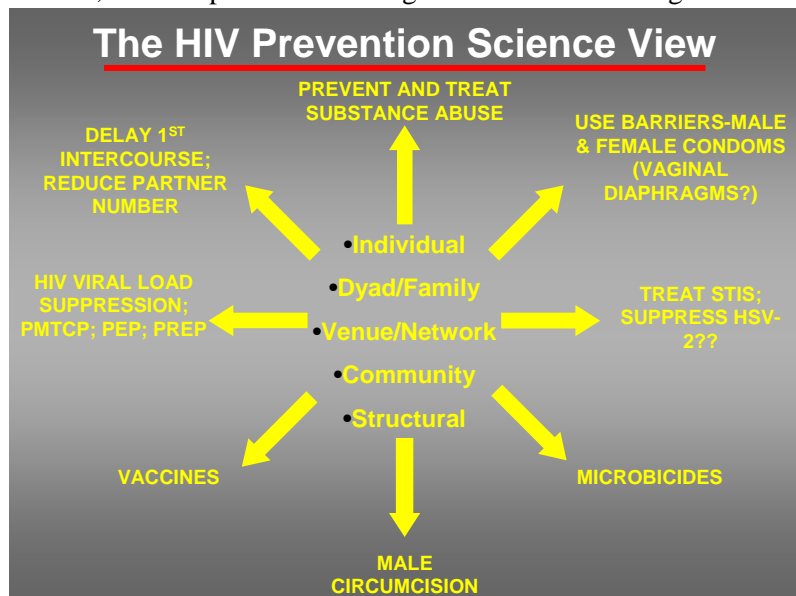 The HIV Prevention Science View
PREVENT AND TREAT
SUBSTANCE ABUSE
DELAY 1ST
INTERCOURSE;
REDUCE PARTNER
NUMBER
USE BARRIERS-MALE
& FEMALE CONDOMS
(VAGINAL
DIAPHRAGMS?)
•Individual
•Dyad/Family
•Venue/Network
•Community
•Structural
HIV VIRAL LOAD
SUPPRESSION;
PMTCP; PEP; PREP
TREAT STIS;
SUPPRESS HSV-
2??
VACCINES
MICROBICIDES
MALE
CIRCUMCISION